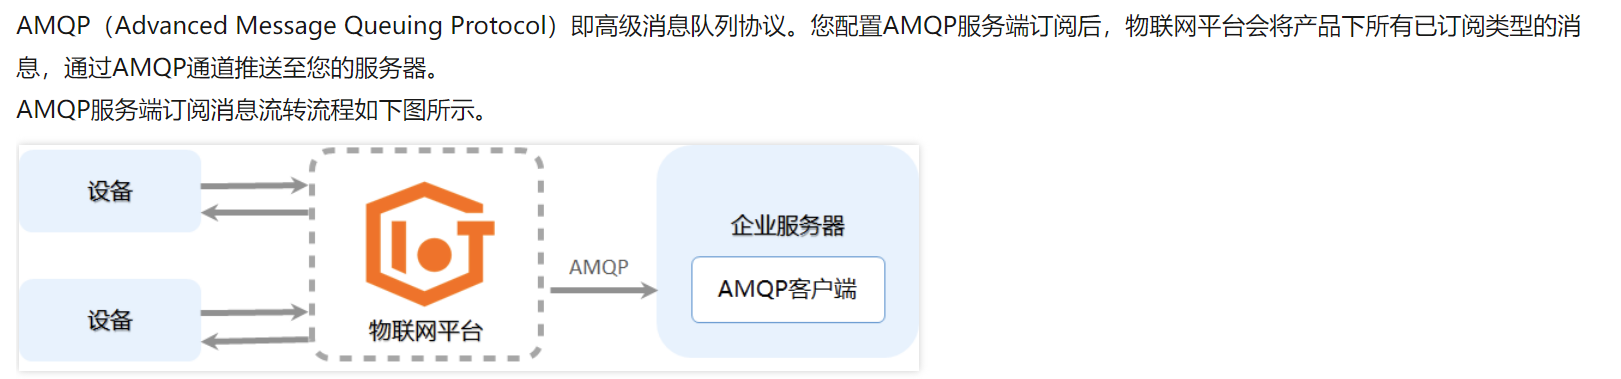 AMQP（Advanced Message Queuing Protocol）即高级消息队列协议。您配置AMQP服务端订阅后，物联网平台会将产品下所有已订阅类型的消
息，通过AMQP通道推送至您的服务器。
AMQP服务端订阅消息流转流程如下图所示。
设备
设备
IOT
物联网平台
AMQP
企业服务器
AMQP客户端